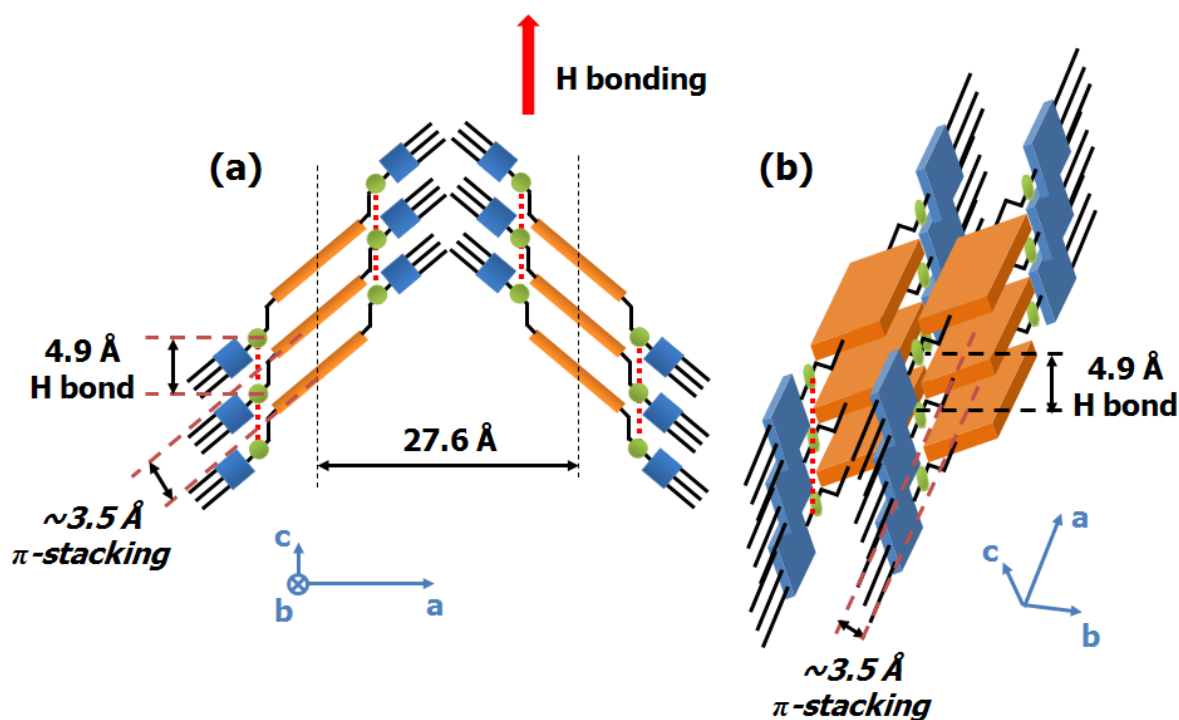 H bonding
(a)
4.9 Å
H bond
27.6 Å
~3.5 Å
π-stacking
c
b
a
(b)
4.9 Å
H bond
a
c
b
~3.5 Å
π-stacking